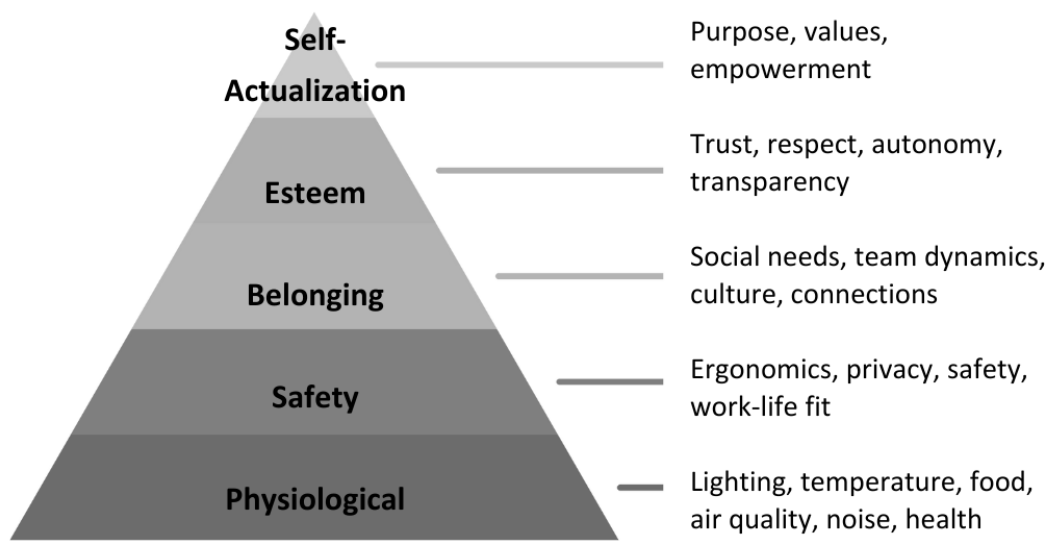 Self-
Actualization
Purpose, values,
empowerment
Esteem
Trust, respect, autonomy,
transparency
Belonging
Social needs, team dynamics,
culture, connections
Safety
Ergonomics, privacy, safety,
work-life fit
Physiological
Lighting, temperature, food,
air quality, noise, health